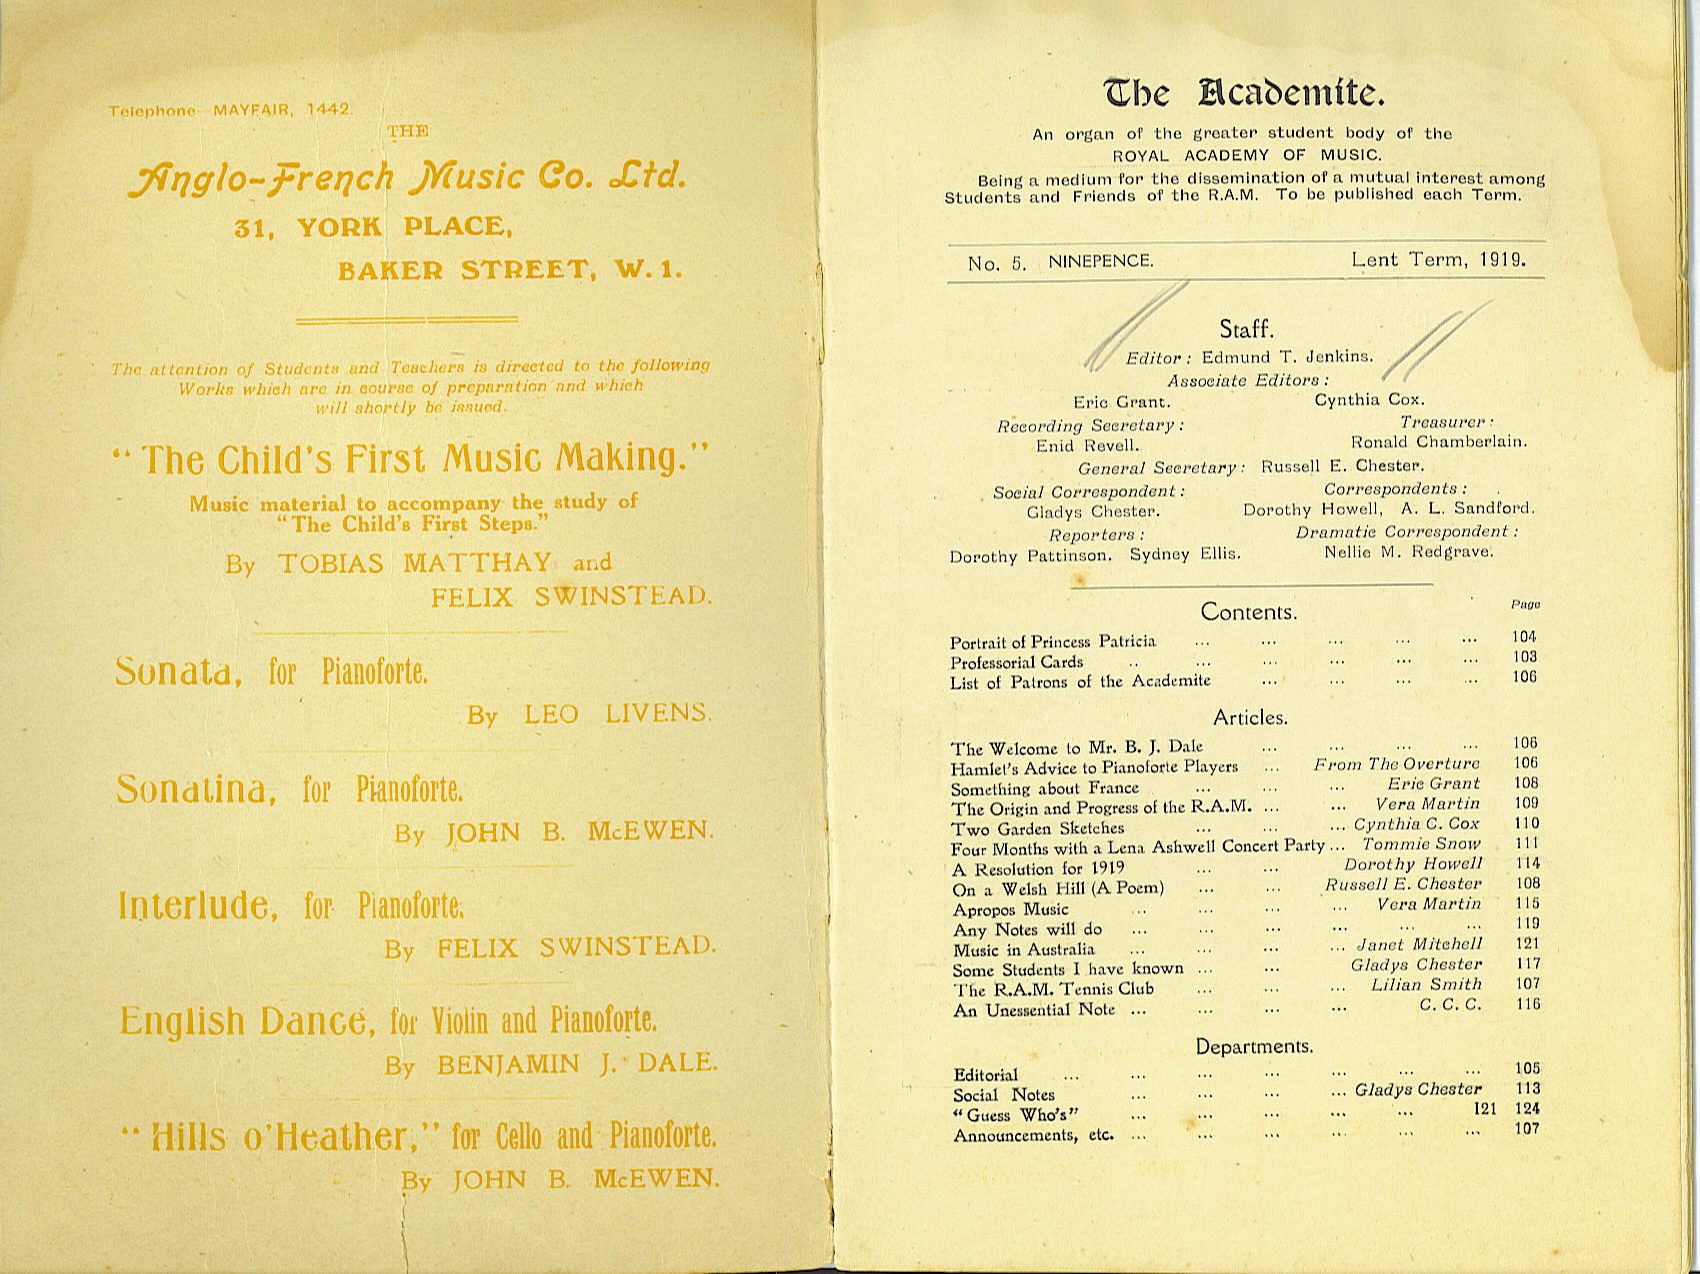 Telephone MAYFAIR, 1442.
THE
Anglo-French Music Co. Ltd.
31, YORK PLACE,
BAKER STREET, W. 1.
The attention of Students and Teachers is directed to the following
Works which are in course of preparation and which
will shortly be issued.
"The Child's First Music Making."
Music material to accompany the study of
"The Child's First Steps."
By TOBIAS MATTHAY and
FELIX SWINSTEAD.
Sonata, for Pianoforte.
By LEO LIVENS.
Sonatina, for Pianoforte.
By JOHN B. McEWEN.
Interlude, for Pianoforte.
By FELIX SWINSTEAD.
English Dance, for Violin and Pianoforte.
By BENJAMIN J. DALE.
"Hills o'Heather," for Cello and Pianoforte.
By JOHN B. McEWEN.
The Academite.
An organ of the greater student body of the
ROYAL ACADEMY OF MUSIC.
Being a medium for the dissemination of a mutual interest among
Students and Friends of the R.A.M. To be published each Term.
No. 5. NINEPENCE. Lent Term, 1919.
Staff.
Editor: Edmund T. Jenkins.
Associate Editors:
Eric Grant. Cynthia Cox.
Recording Secretary: Treasurer:
Enid Revell. Ronald Chamberlain.
General Secretary: Russell E. Chester.
Social Correspondent: Correspondents:
Gladys Chester. Dorothy Howell, A. L. Sandford.
Reporters: Dramatic Correspondent:
Dorothy Pattinson. Sydney Ellis. Nellie M. Redgrave.
Contents. Page
Portrait of Princess Patricia ... ... ... ... ... 104
Professorial Cards .. ... ... ... ... ... 103
List of Patrons of the Academite ... ... ... ... 106
Articles.
The Welcome to Mr. B. J. Dale ... ... ... ... 106
Hamlet's Advice to Pianoforte Players ... From The Overture 106
Something about France ... ... ... Eric Grant 108
The Origin and Progress of the R.A.M. ... ... Vera Martin 109
Two Garden Sketches ... ... ... Cynthia C. Cox 110
Four Months with a Lena Ashwell Concert Party ... Tommie Snow 111
A Resolution for 1919 ... ... Dorothy Howell 114
On a Welsh Hill (A Poem) ... ... Russell E. Chester 108
Apropos Music ... ... ... ... Vera Martin 115
Any Notes will do ... ... ... ... ... ... 119
Music in Australia ... ... ... ... Janet Mitchell 121
Some Students I have known ... ... Gladys Chester 117
The R.A.M. Tennis Club ... ... ... Lilian Smith 107
An Unessential Note ... ... ... ... C. C. C. 116
Departments.
Editorial ... ... ... ... ... ... ... 105
Social Notes ... ... ... ... Gladys Chester 113
"Guess Who's" ... ... ... ... ... 121 124
Announcements, etc. ... ... ... ... ... ... 107